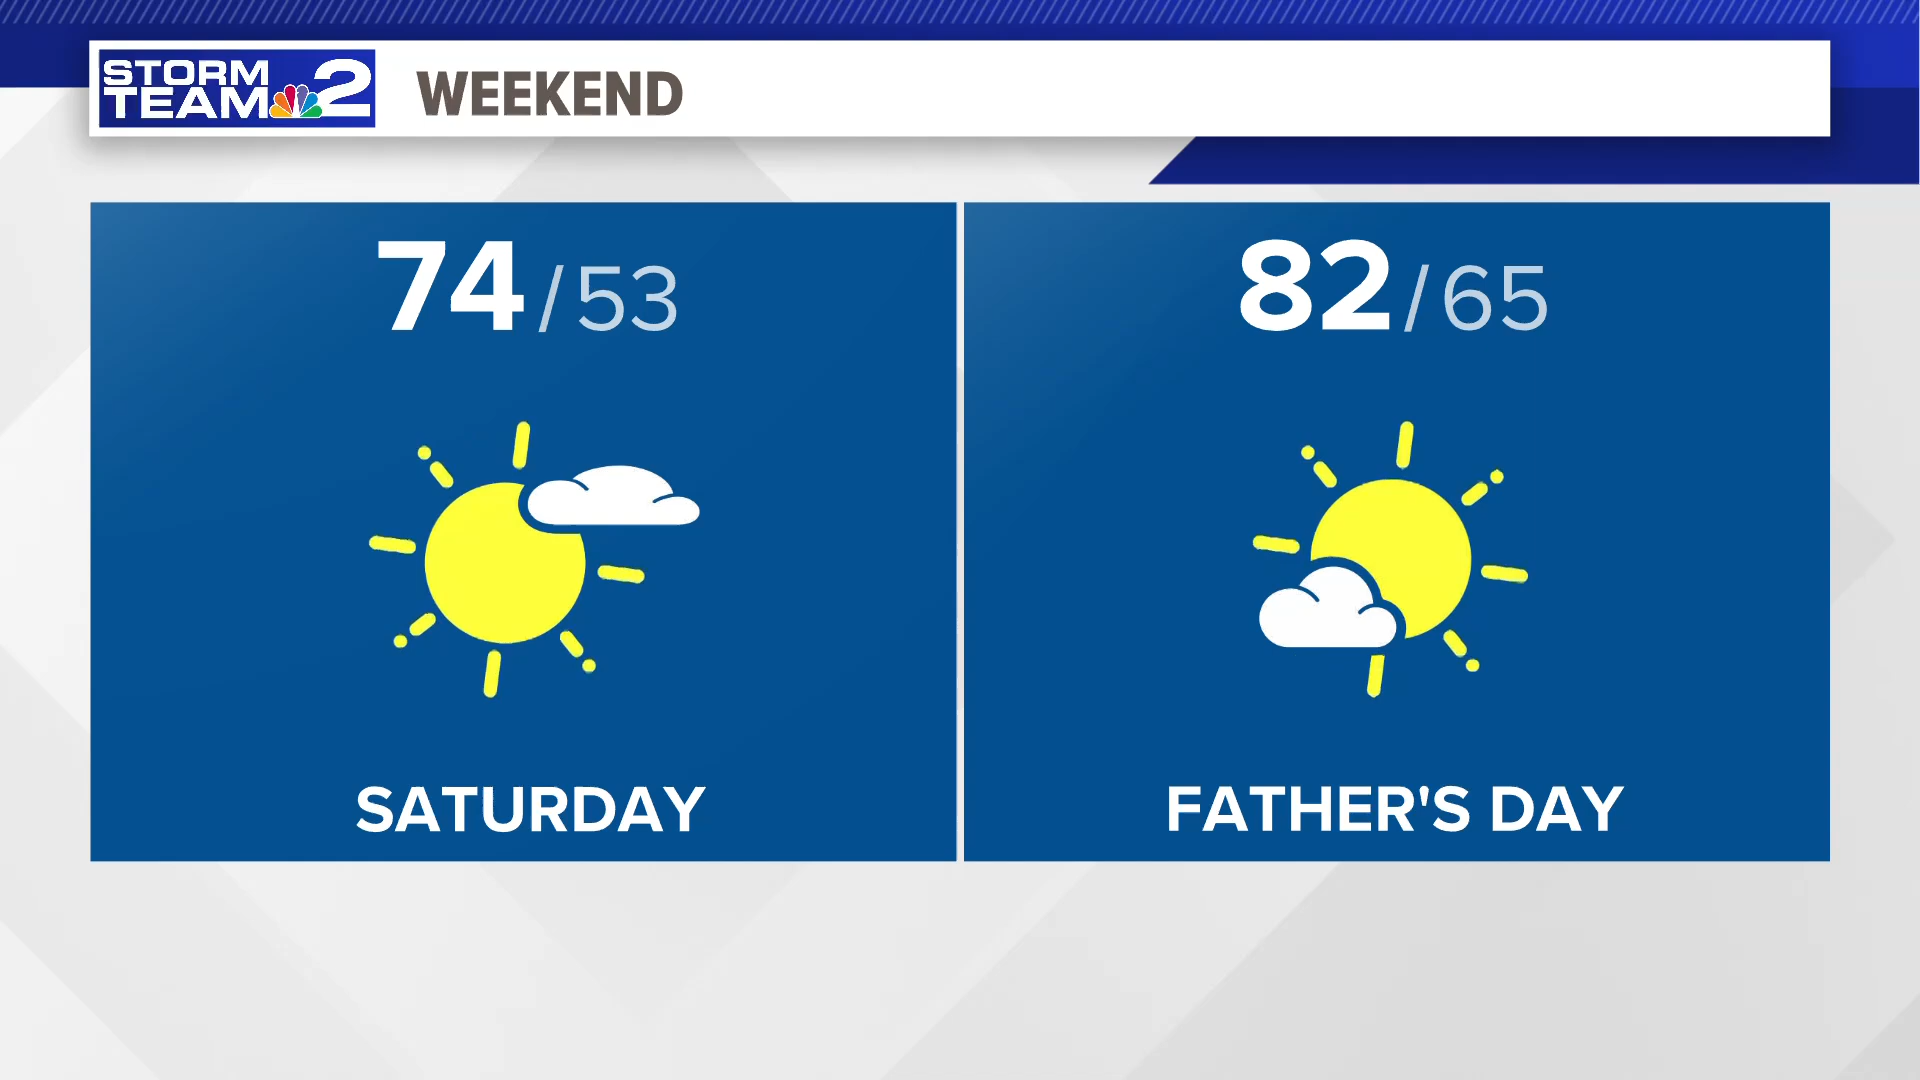 STORM
TEAM 2
WEEKEND
74/53
82/65
SATURDAY
FATHER'S DAY